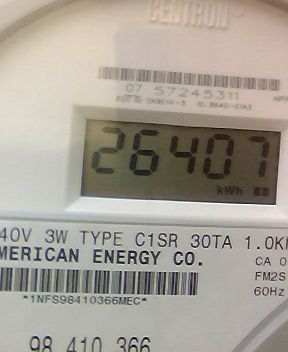 CENTRON
07 57245311
26407
kWh
40V 3W TYPE C1SR 30TA 1.0K
MERICAN ENERGY CO.
CA 0
FM2S
*1NFS98410366MEC*
60Hz
98 410 366